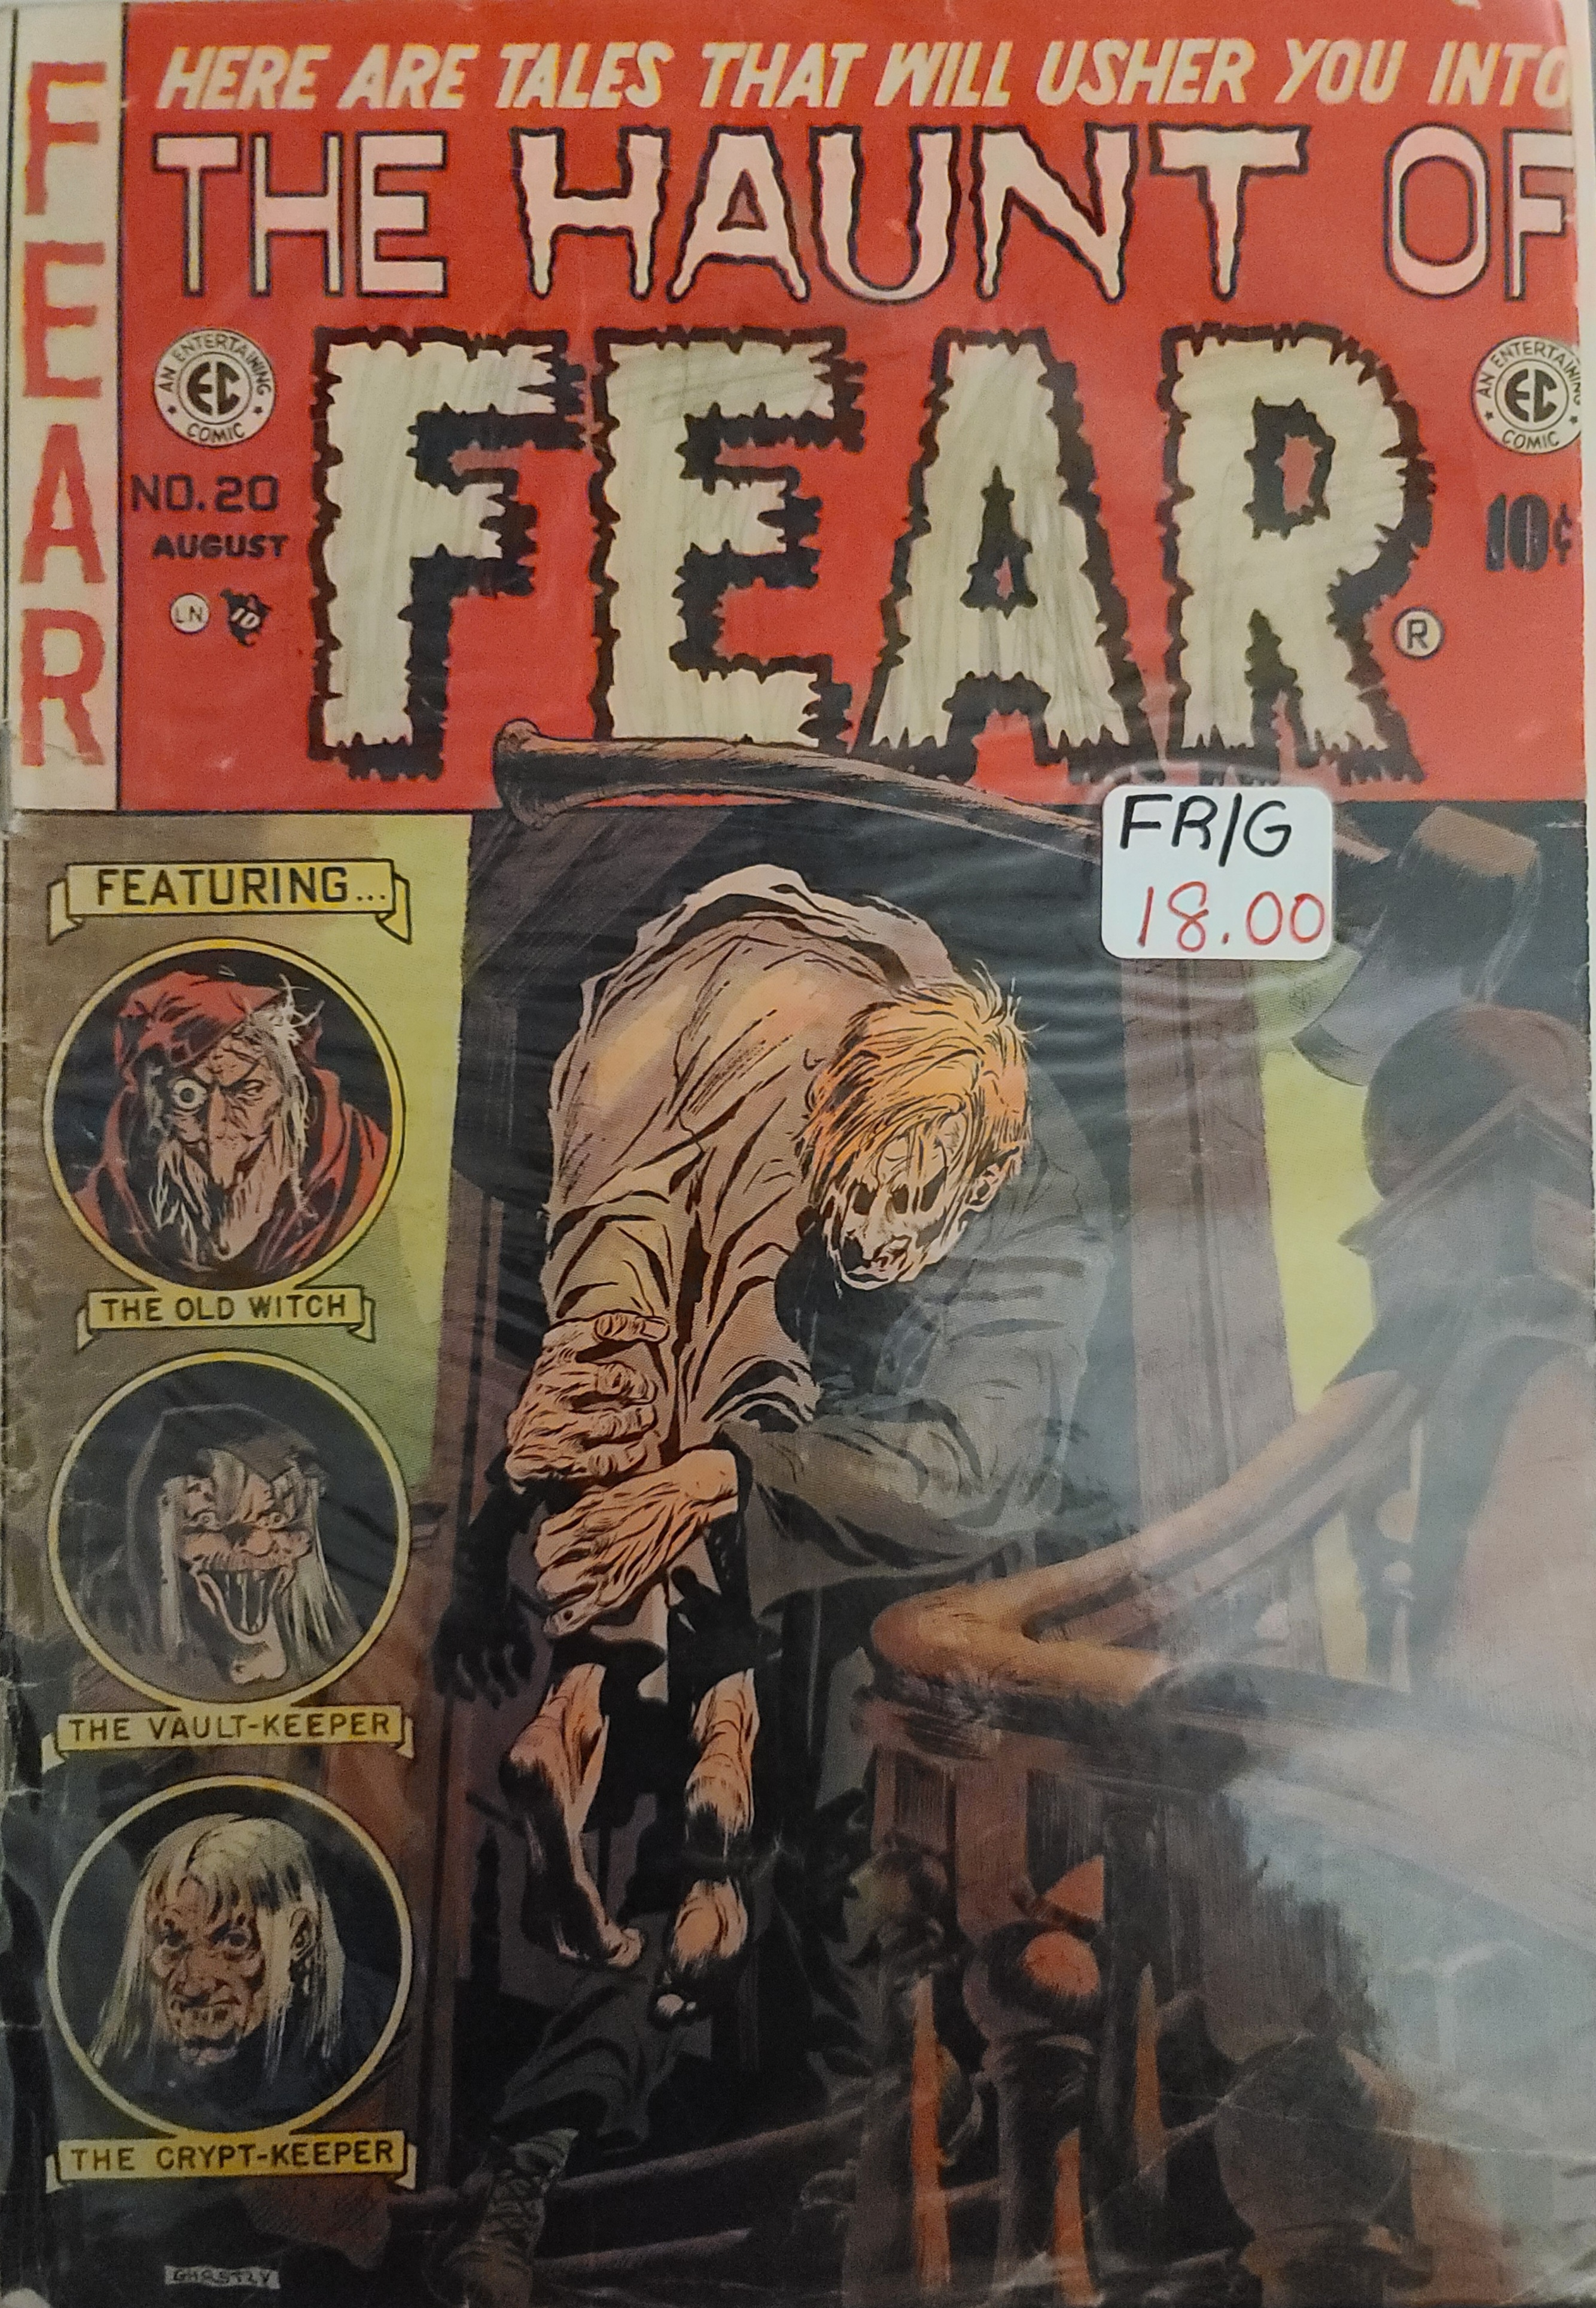 FEAR
HERE ARE TALES THAT WILL USHER YOU INTO
THE HAUNT OF
FEAR
®
AN ENTERTAINING
EC
COMIC
NO.20
AUGUST
LN
ID
AN ENTERTAINING
EC
COMIC
10¢
FR/G
18.00
FEATURING...
THE OLD WITCH
THE VAULT-KEEPER
THE CRYPT-KEEPER
GHASTLY